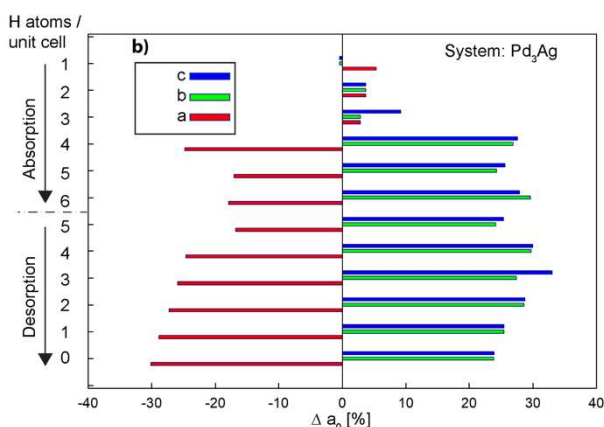 H atoms /
unit cell
b)
System: Pd₃Ag
c
b
a
Absorption
1
2
3
4
5
6
Desorption
5
4
3
2
1
0
-40 -30 -20 -10 0 10 20 30 40
Δ a₀ [%]